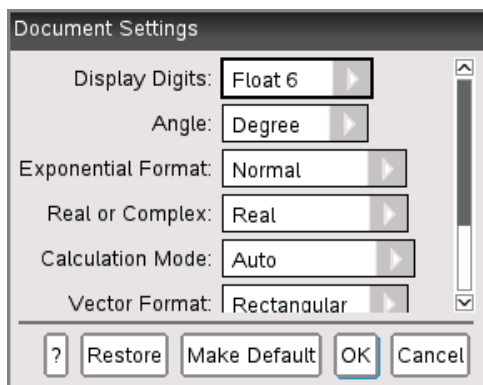 Document Settings
Display Digits: Float 6
Angle: Degree
Exponential Format: Normal
Real or Complex: Real
Calculation Mode: Auto
Vector Format: Rectangular
? Restore Make Default OK Cancel